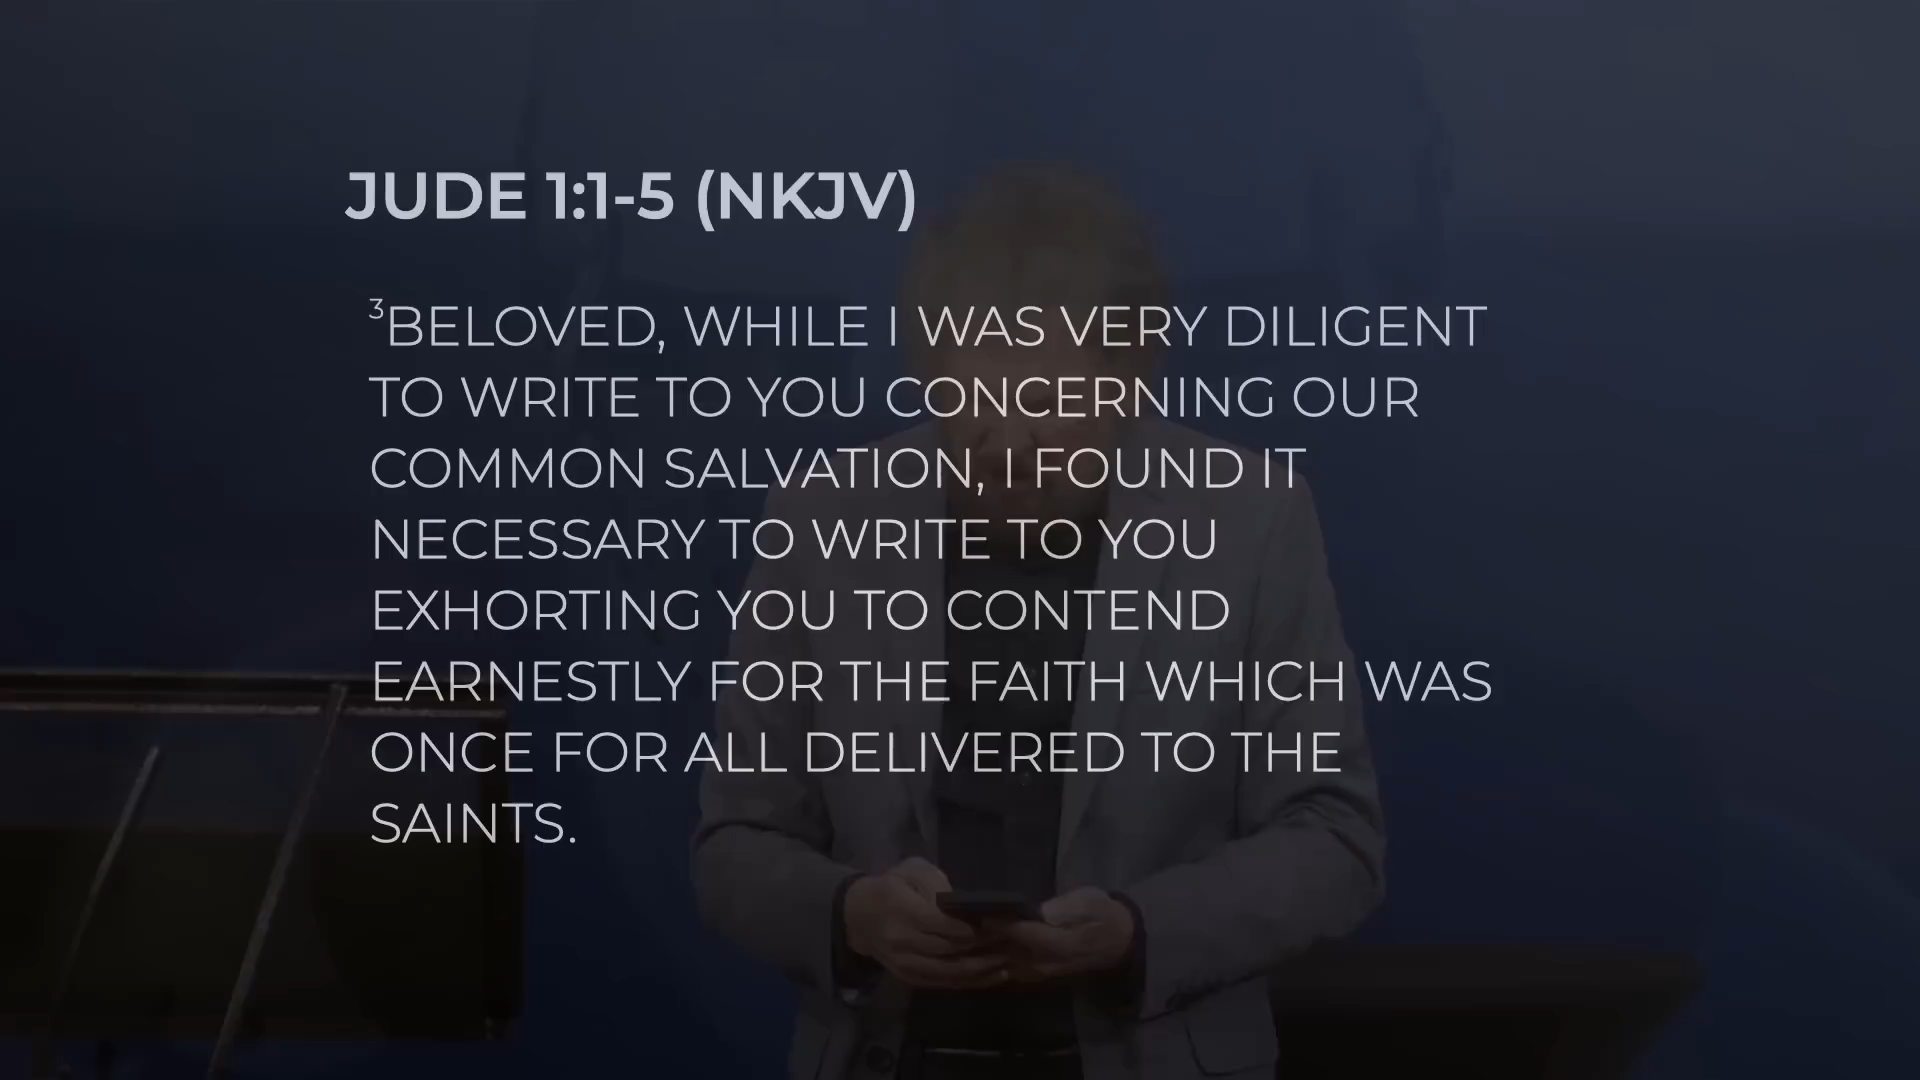 JUDE 1:1-5 (NKJV)
³BELOVED, WHILE I WAS VERY DILIGENT
TO WRITE TO YOU CONCERNING OUR
COMMON SALVATION, I FOUND IT
NECESSARY TO WRITE TO YOU
EXHORTING YOU TO CONTEND
EARNESTLY FOR THE FAITH WHICH WAS
ONCE FOR ALL DELIVERED TO THE
SAINTS.